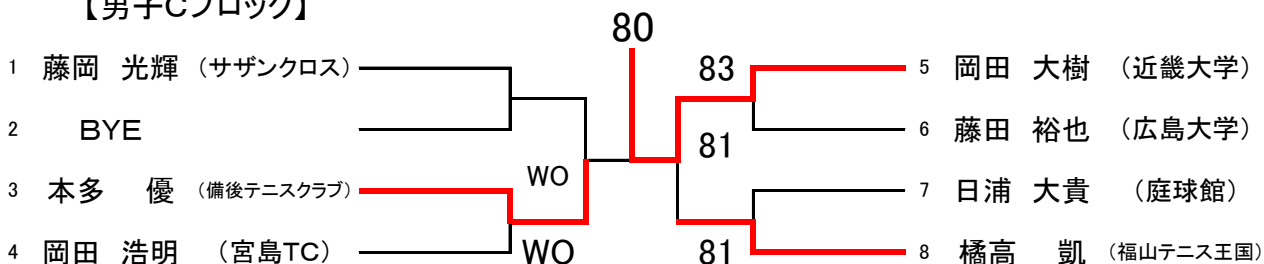 【男子Cブロック】
80
1 藤岡 光輝 (サザンクロス)
83
5 岡田 大樹 (近畿大学)
2 BYE
81
6 藤田 裕也 (広島大学)
3 本多 優 (備後テニスクラブ)
WO
7 日浦 大貴 (庭球館)
4 岡田 浩明 (宮島TC)
WO
81
8 橘高 凱 (福山テニス王国)